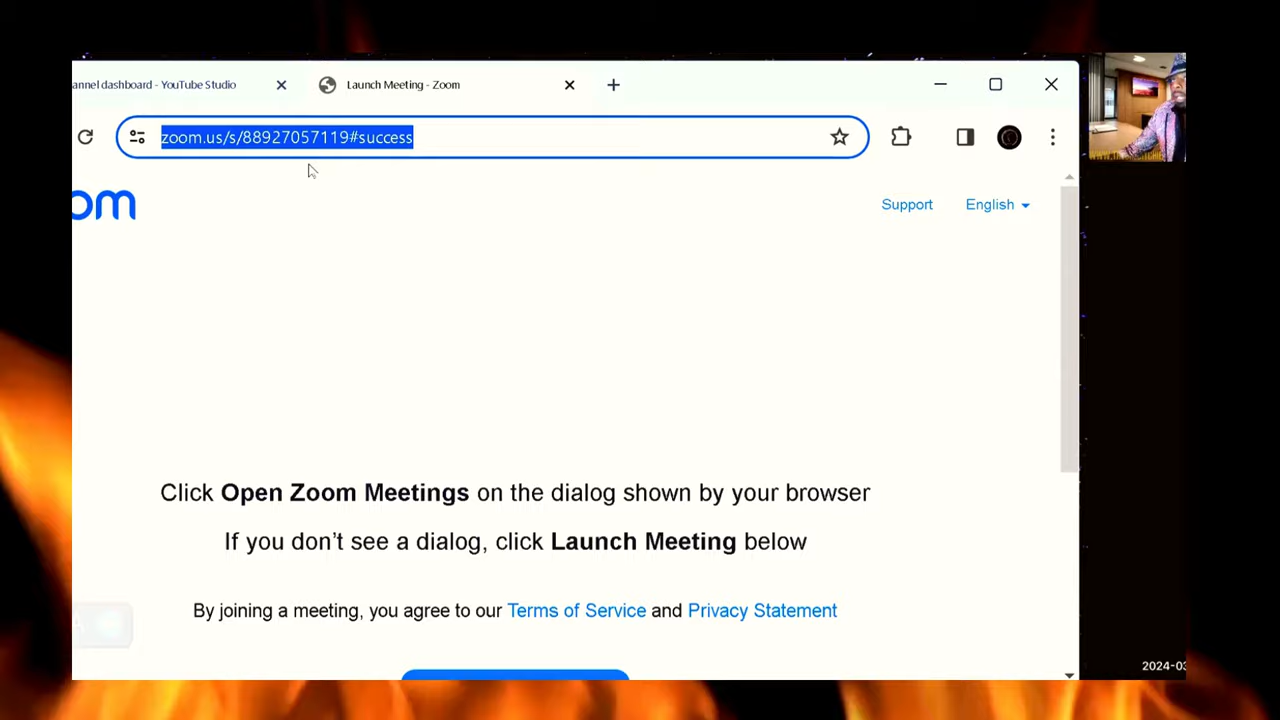 annel dashboard - YouTube Studio
Launch Meeting - Zoom
zoom.us/s/88927057119#success
om
Support
English
Click Open Zoom Meetings on the dialog shown by your browser
If you don’t see a dialog, click Launch Meeting below
By joining a meeting, you agree to our Terms of Service and Privacy Statement
2024-03